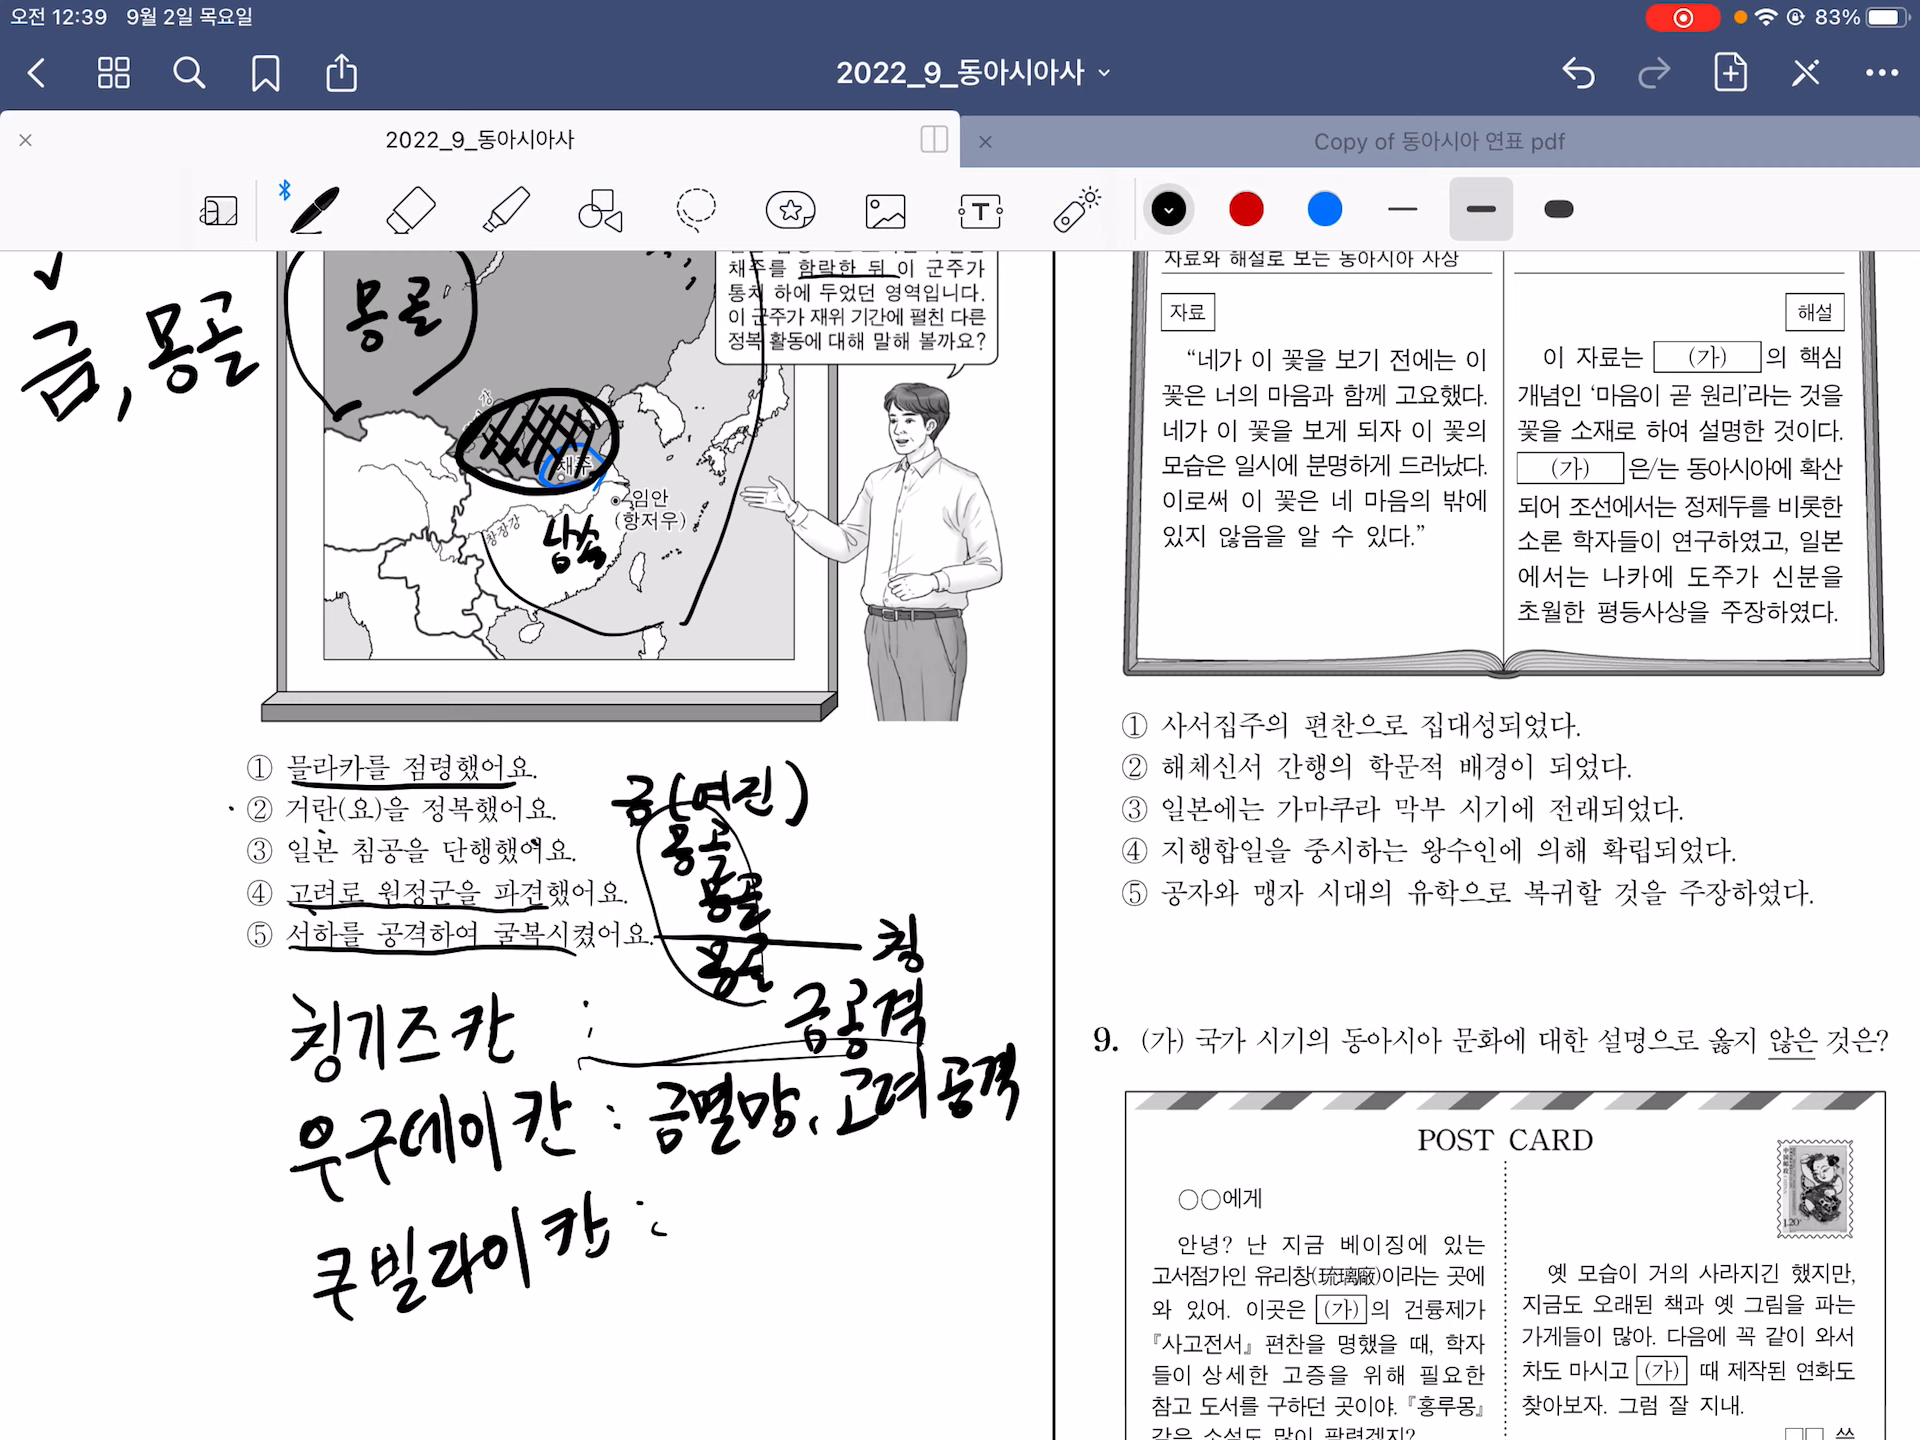 오전 12:39 9월 2일 목요일
83%
2022_9_동아시아사
2022_9_동아시아사
Copy of 동아시아 연표 pdf
금, 몽골
몽골
채주를 함락한 뒤 이 군주가
통치 하에 두었던 영역입니다.
이 군주가 재위 기간에 펼친 다른
정복 활동에 대해 말해 볼까요?
채주
임안
(항저우)
창장강
남송
① 믈라카를 점령했어요.
② 거란(요)을 정복했어요.
③ 일본 침공을 단행했어요.
④ 고려로 원정군을 파견했어요.
⑤ 서하를 공격하여 굴복시켰어요.
금(여진)
몽골
몽골
몽골
칭
칭기즈칸 : 금공격
우구데이칸 : 금멸망, 고려 공격
쿠빌라이칸 :
자료와 해설로 보는 동아시아 사상
자료
“네가 이 꽃을 보기 전에는 이
꽃은 너의 마음과 함께 고요했다.
네가 이 꽃을 보게 되자 이 꽃의
모습은 일시에 분명하게 드러났다.
이로써 이 꽃은 네 마음의 밖에
있지 않음을 알 수 있다.”
해설
이 자료는 (가) 의 핵심
개념인 ‘마음이 곧 원리’라는 것을
꽃을 소재로 하여 설명한 것이다.
(가) 은/는 동아시아에 확산
되어 조선에서는 정제두를 비롯한
소론 학자들이 연구하였고, 일본
에서는 나카에 도주가 신분을
초월한 평등사상을 주장하였다.
① 사서집주의 편찬으로 집대성되었다.
② 해체신서 간행의 학문적 배경이 되었다.
③ 일본에는 가마쿠라 막부 시기에 전래되었다.
④ 지행합일을 중시하는 왕수인에 의해 확립되었다.
⑤ 공자와 맹자 시대의 유학으로 복귀할 것을 주장하였다.
9. (가) 국가 시기의 동아시아 문화에 대한 설명으로 옳지 않은 것은?
POST CARD
○○에게
안녕? 난 지금 베이징에 있는
고서점가인 유리창(琉璃廠)이라는 곳에
와 있어. 이곳은 (가) 의 건륭제가
『사고전서』 편찬을 명했을 때, 학자
들이 상세한 고증을 위해 필요한
참고 도서를 구하던 곳이야. 『홍루몽』
같은 소설도 많이 팔렸겠지?
1.20
옛 모습이 거의 사라지긴 했지만,
지금도 오래된 책과 옛 그림을 파는
가게들이 많아. 다음에 꼭 같이 와서
차도 마시고 (가) 때 제작된 연화도
찾아보자. 그럼 잘 지내.
□□ 씀